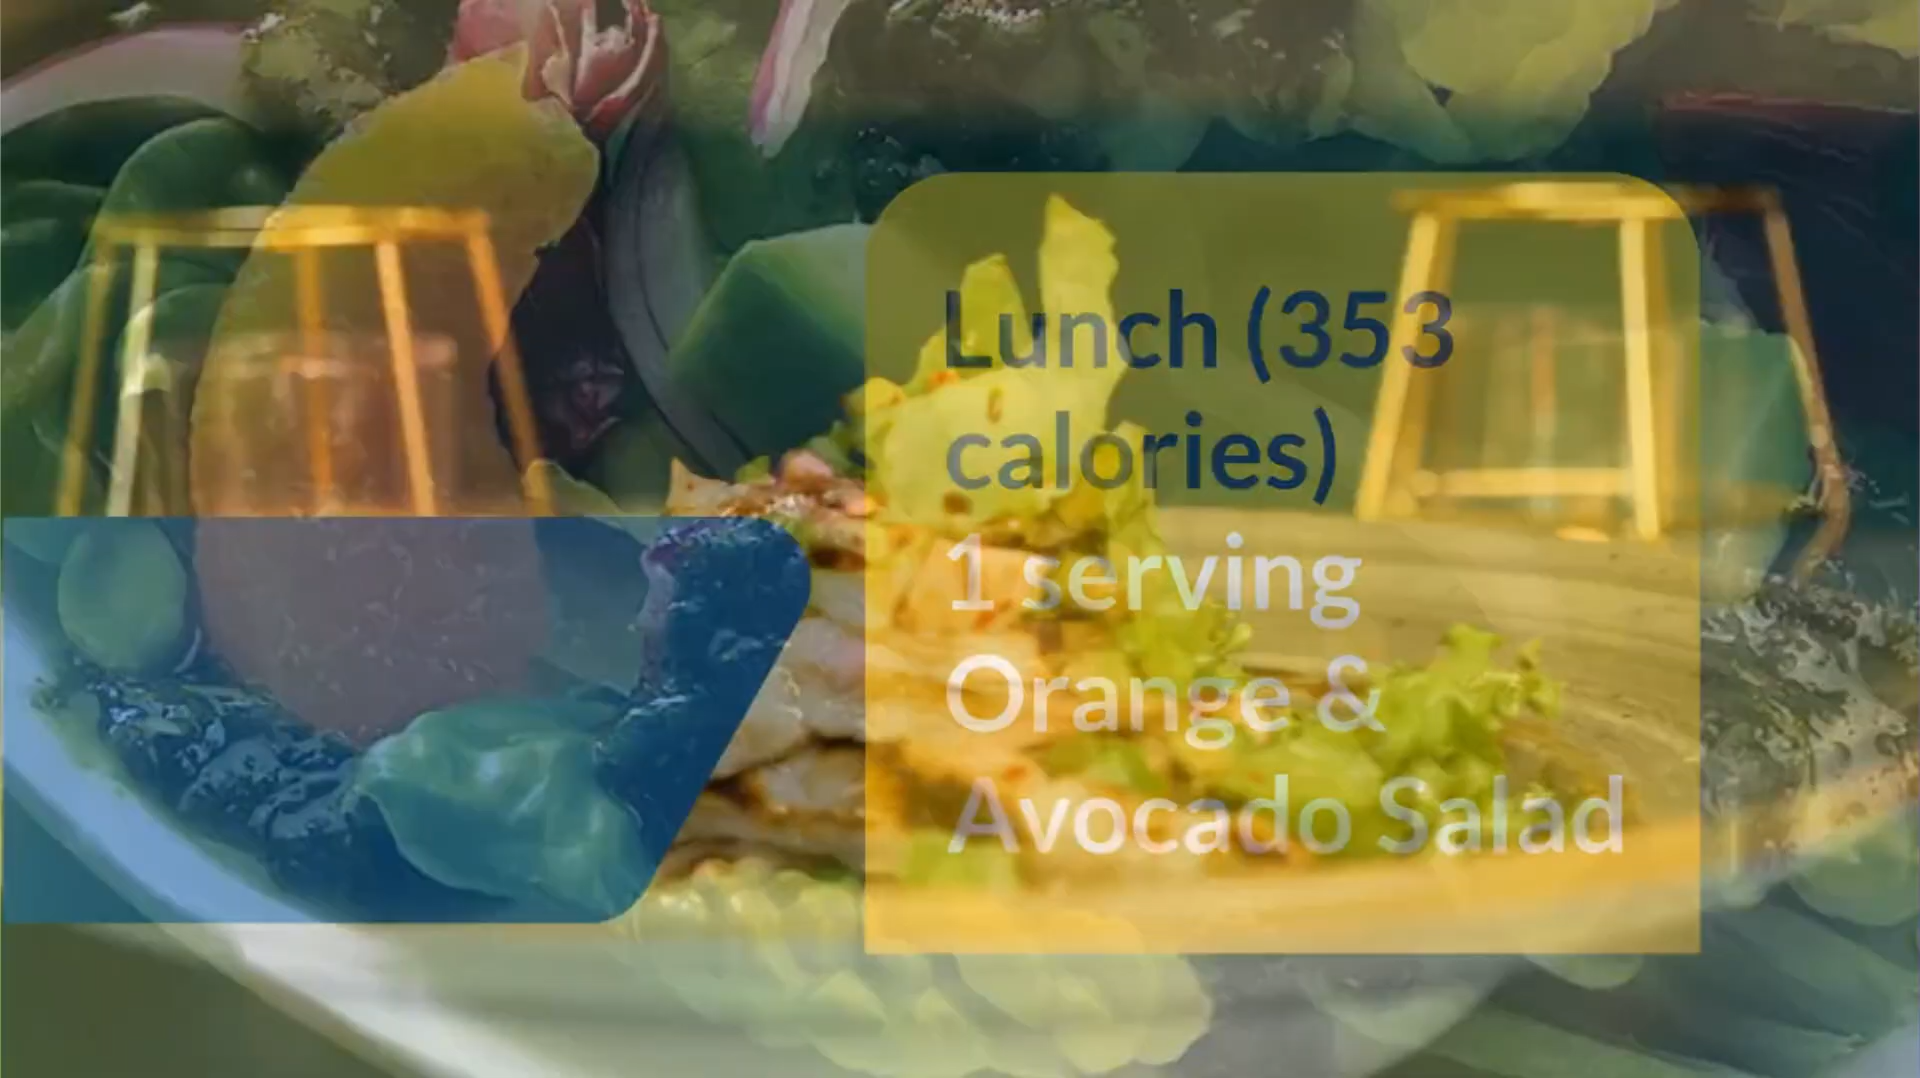 Lunch (353
calories)
1 serving
Orange &
Avocado Salad